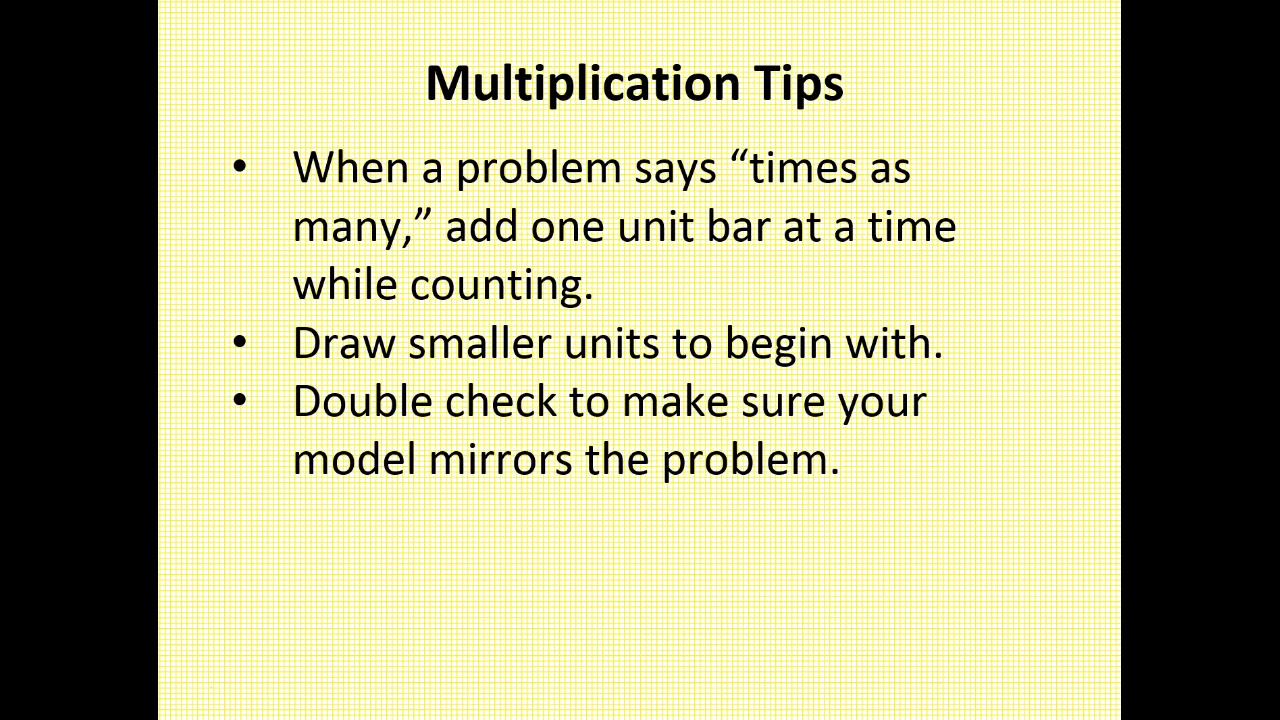 Multiplication Tips
• When a problem says “times as
many,” add one unit bar at a time
while counting.
• Draw smaller units to begin with.
• Double check to make sure your
model mirrors the problem.